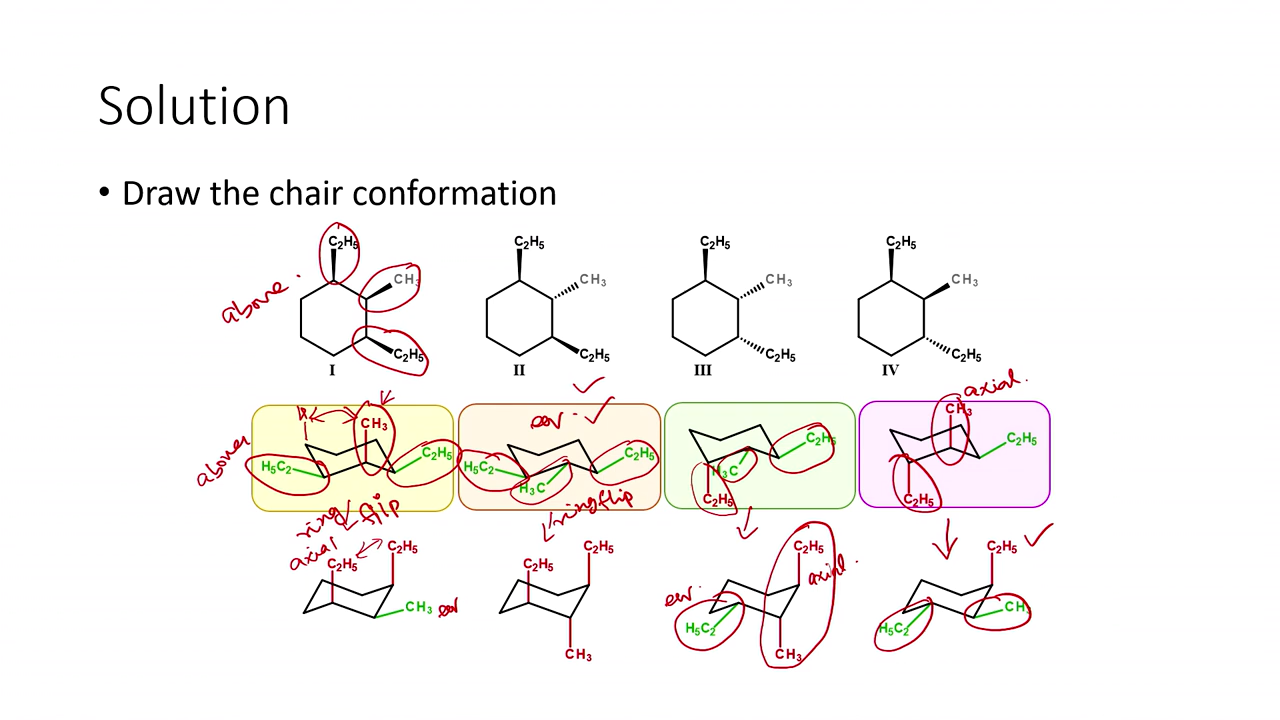 Solution
• Draw the chair conformation
C₂H₅ C₂H₅ C₂H₅ C₂H₅
above. CH₃ CH₃ CH₃ CH₃
C₂H₅ C₂H₅ C₂H₅ C₂H₅
I II III IV
axial.
CH₃ CH₃
above H₅C₂ C₂H₅ H₅C₂ C₂H₅ C₂H₅ C₂H₅
H₃C H₃C
C₂H₅ C₂H₅
ring flip ring flip
axial C₂H₅ C₂H₅ C₂H₅ C₂H₅
C₂H₅ C₂H₅ axial.
CH₃ CH₃
H₅C₂ H₅C₂
CH₃ CH₃